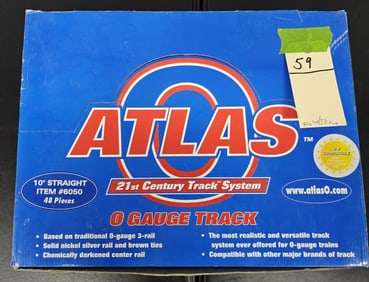 59
ATLAS™
O
21st Century Track System
10" STRAIGHT
ITEM #6050
48 Pieces
www.atlasO.com
O GAUGE TRACK
• Based on traditional O-gauge 3-rail
• Solid nickel silver rail and brown ties
• Chemically darkened center rail
• The most realistic and versatile track
system ever offered for O-gauge trains
• Compatible with other major brands of track